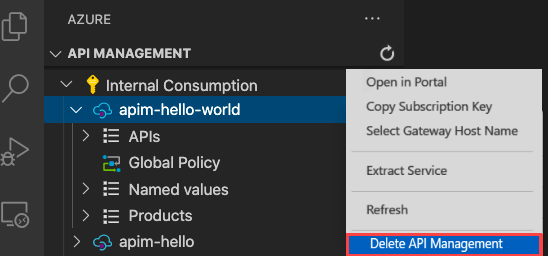 AZURE
API MANAGEMENT
Internal Consumption
apim-hello-world
APIs
Global Policy
Named values
Products
apim-hello
Open in Portal
Copy Subscription Key
Select Gateway Host Name
Extract Service
Refresh
Delete API Management